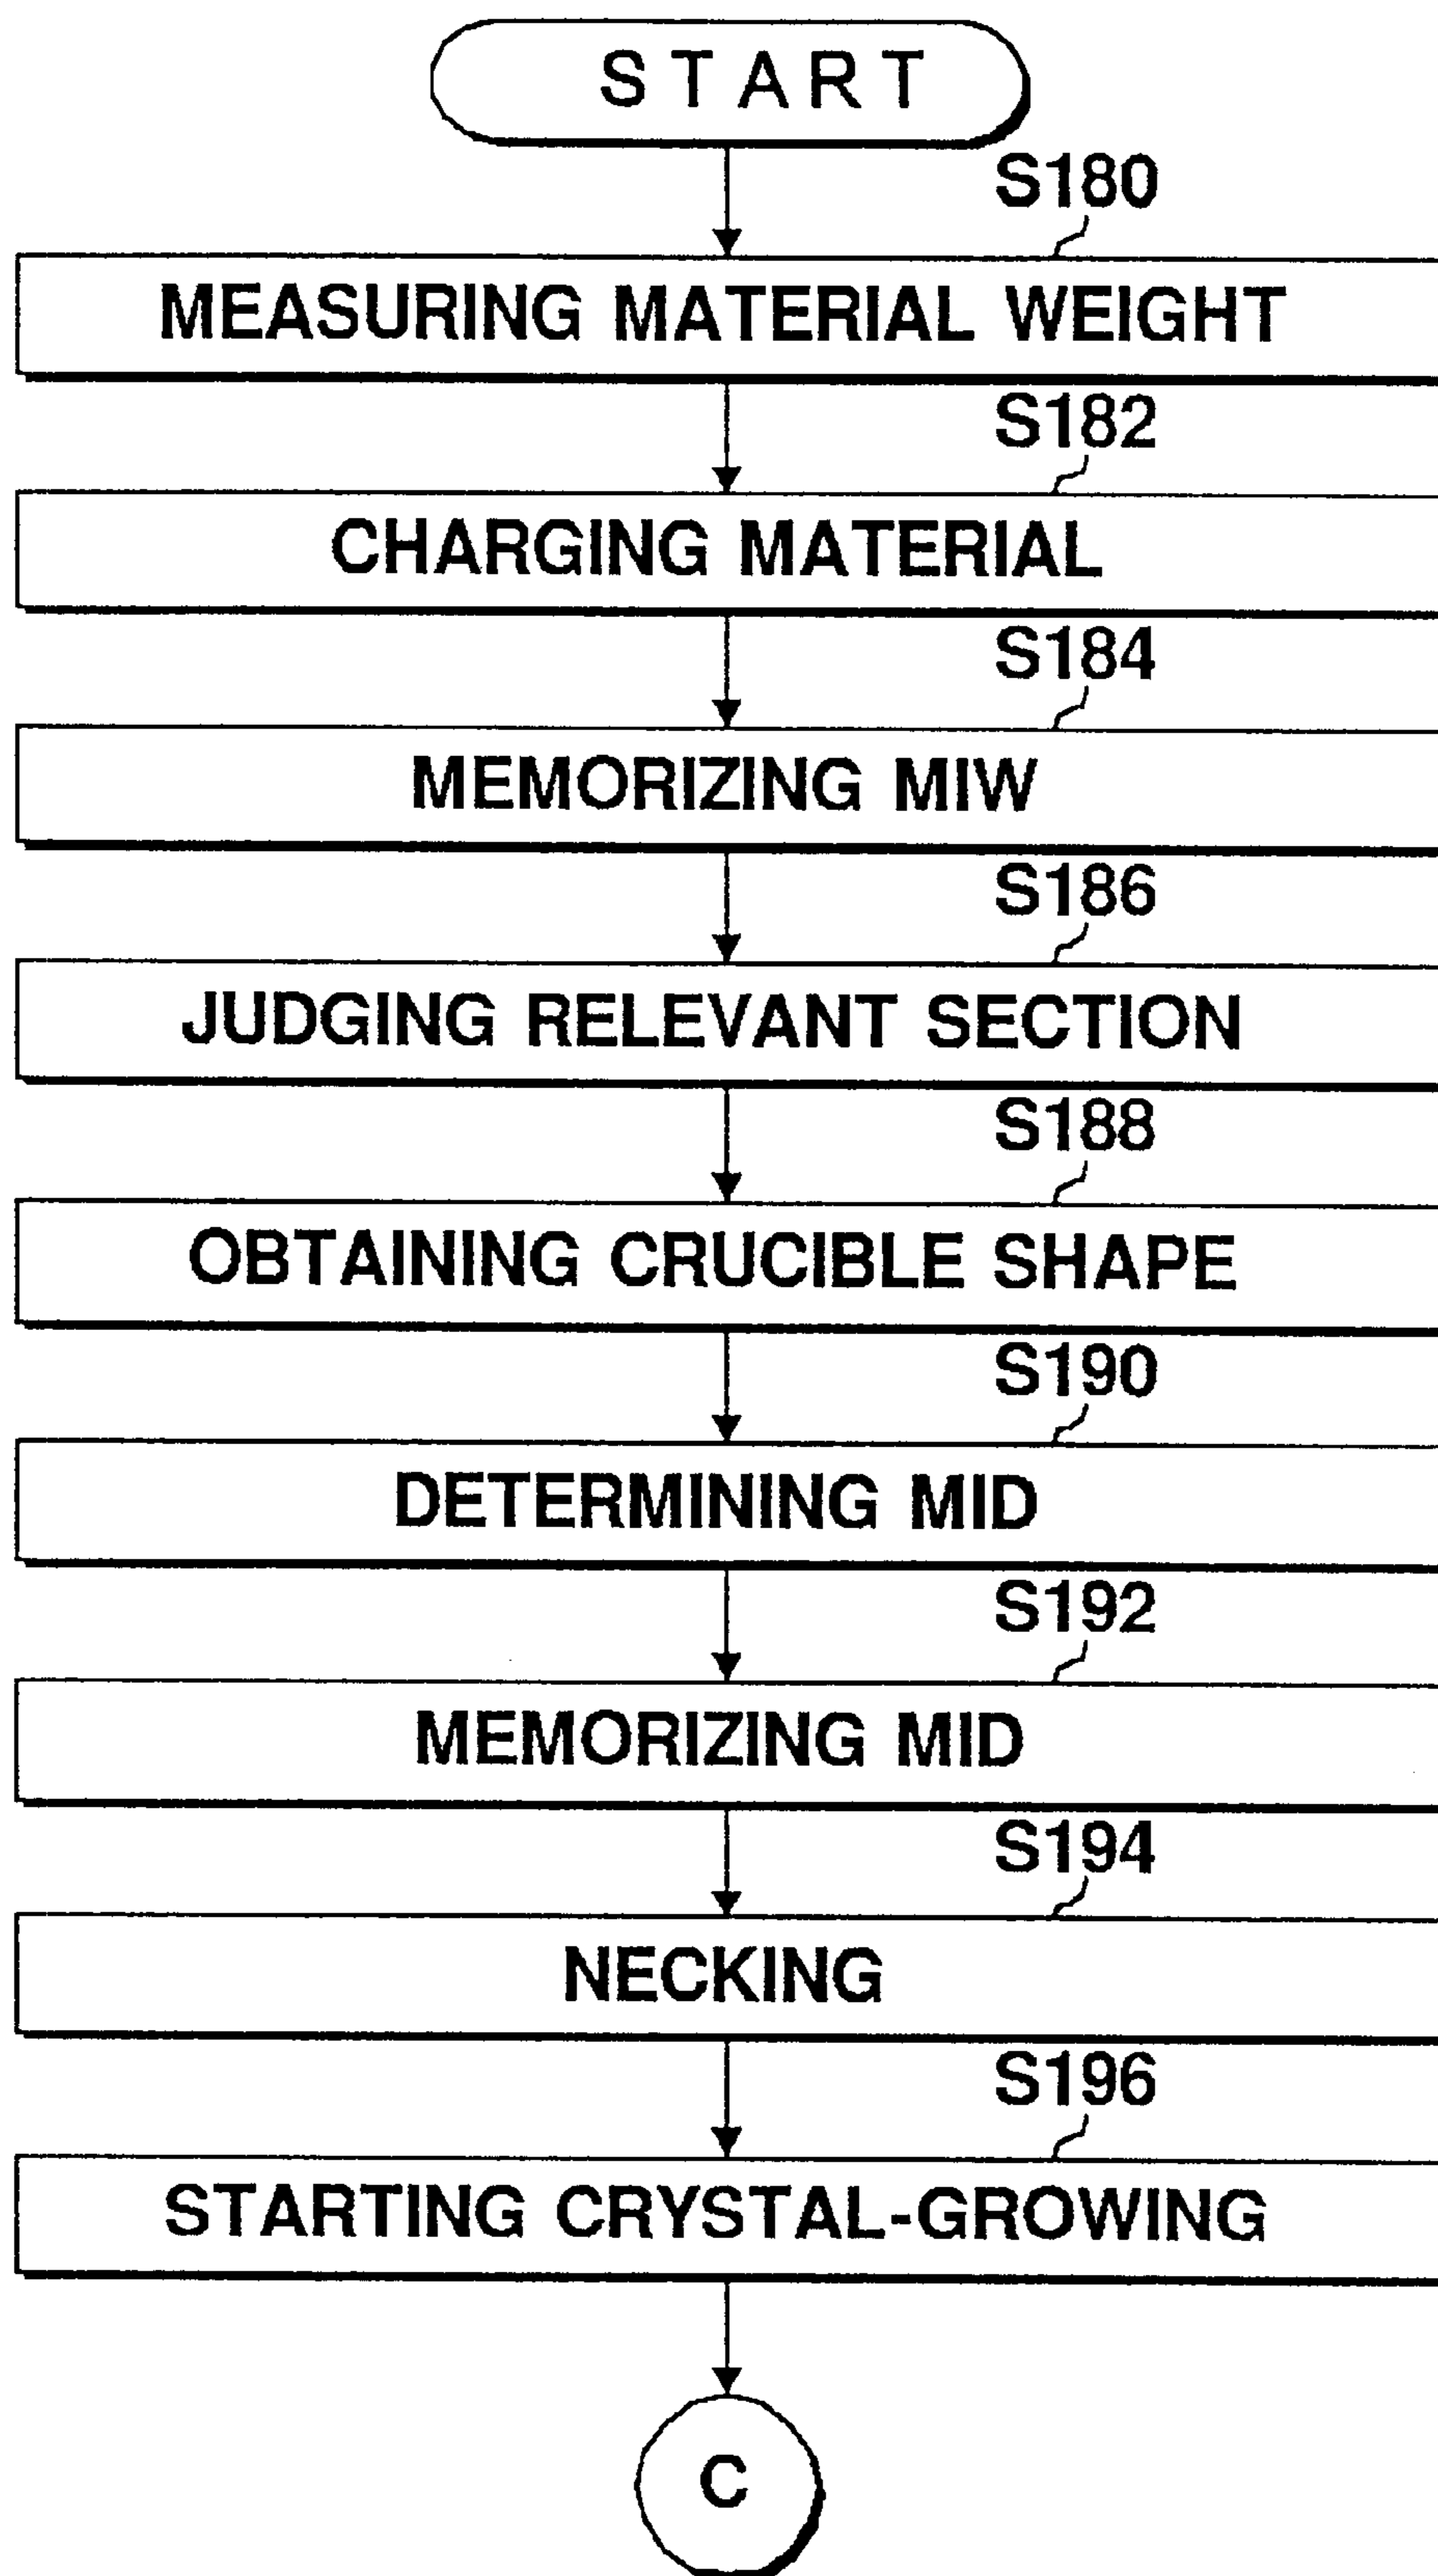 START
S180
MEASURING MATERIAL WEIGHT
S182
CHARGING MATERIAL
S184
MEMORIZING MIW
S186
JUDGING RELEVANT SECTION
S188
OBTAINING CRUCIBLE SHAPE
S190
DETERMINING MID
S192
MEMORIZING MID
S194
NECKING
S196
STARTING CRYSTAL-GROWING
C